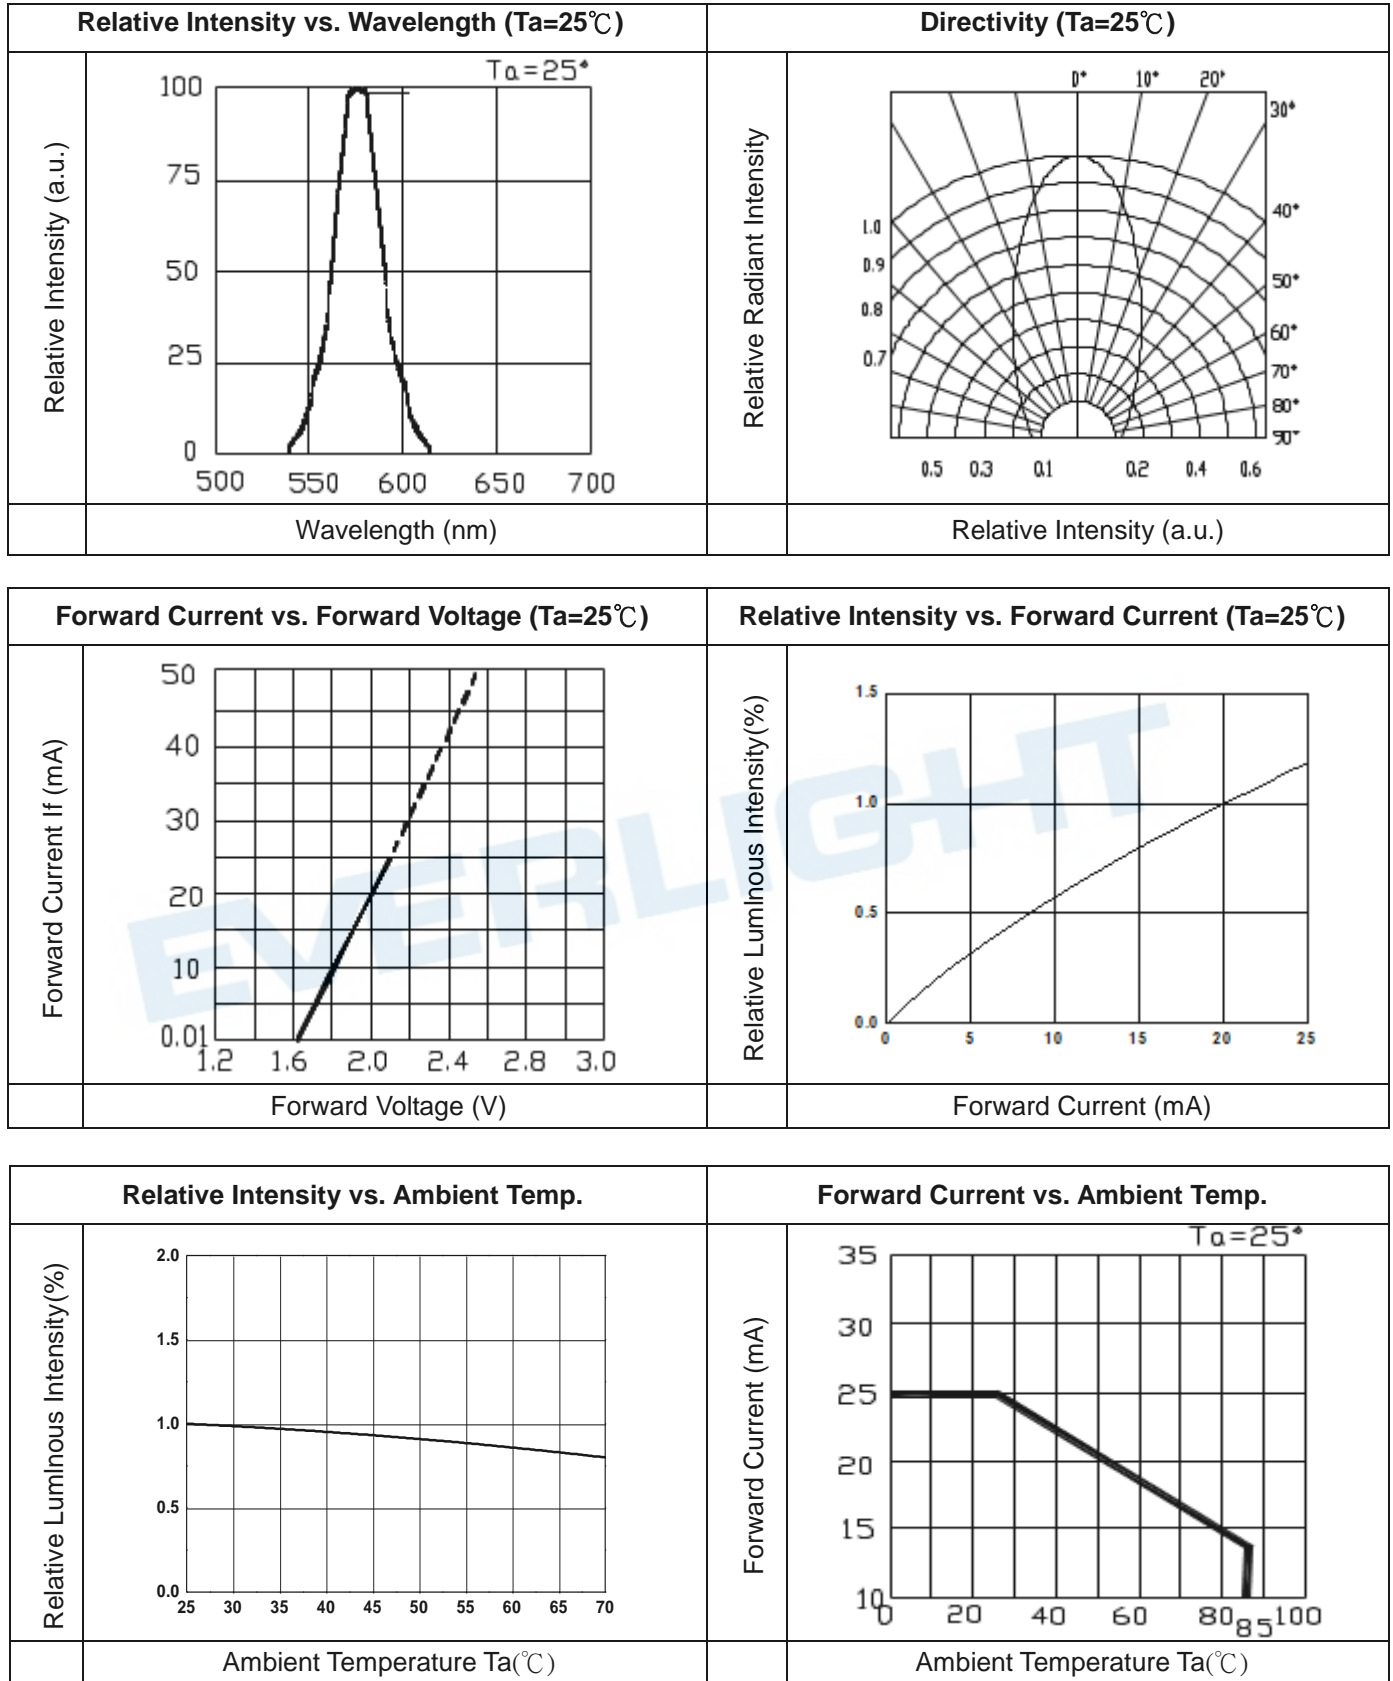 Relative Intensity vs. Wavelength (Ta=25℃)
Directivity (Ta=25℃)
Relative Intensity (a.u.)
Ta=25°
100
75
50
25
0
500 550 600 650 700
Wavelength (nm)
Relative Radiant Intensity
0° 10° 20°
30°
40°
50°
60°
70°
80°
90°
1.0
0.9
0.8
0.7
0.5 0.3 0.1 0.2 0.4 0.6
Relative Intensity (a.u.)
Forward Current vs. Forward Voltage (Ta=25℃)
Relative Intensity vs. Forward Current (Ta=25℃)
Forward Current If (mA)
50
40
30
20
10
0.01
1.2 1.6 2.0 2.4 2.8 3.0
Forward Voltage (V)
Relative LumInous Intensity(%)
1.5
1.0
0.5
0.0
0 5 10 15 20 25
Forward Current (mA)
EVERLIGHT
Relative Intensity vs. Ambient Temp.
Forward Current vs. Ambient Temp.
Relative LumInous Intensity(%)
2.0
1.5
1.0
0.5
0.0
25 30 35 40 45 50 55 60 65 70
Ambient Temperature Ta(℃)
Forward Current (mA)
Ta=25°
35
30
25
20
15
10
0 20 40 60 80 85 100
Ambient Temperature Ta(℃)